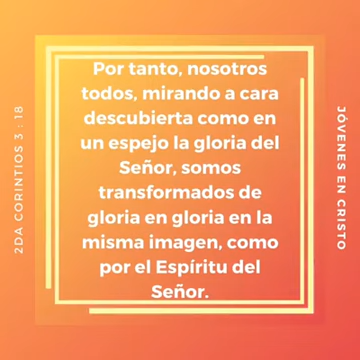 Por tanto, nosotros
todos, mirando a cara
descubierta como en
un espejo la gloria del
Señor, somos
transformados de
gloria en gloria en la
misma imagen, como
por el Espíritu del
Señor.
2DA CORINTIOS 3 : 18
JÓVENES EN CRISTO